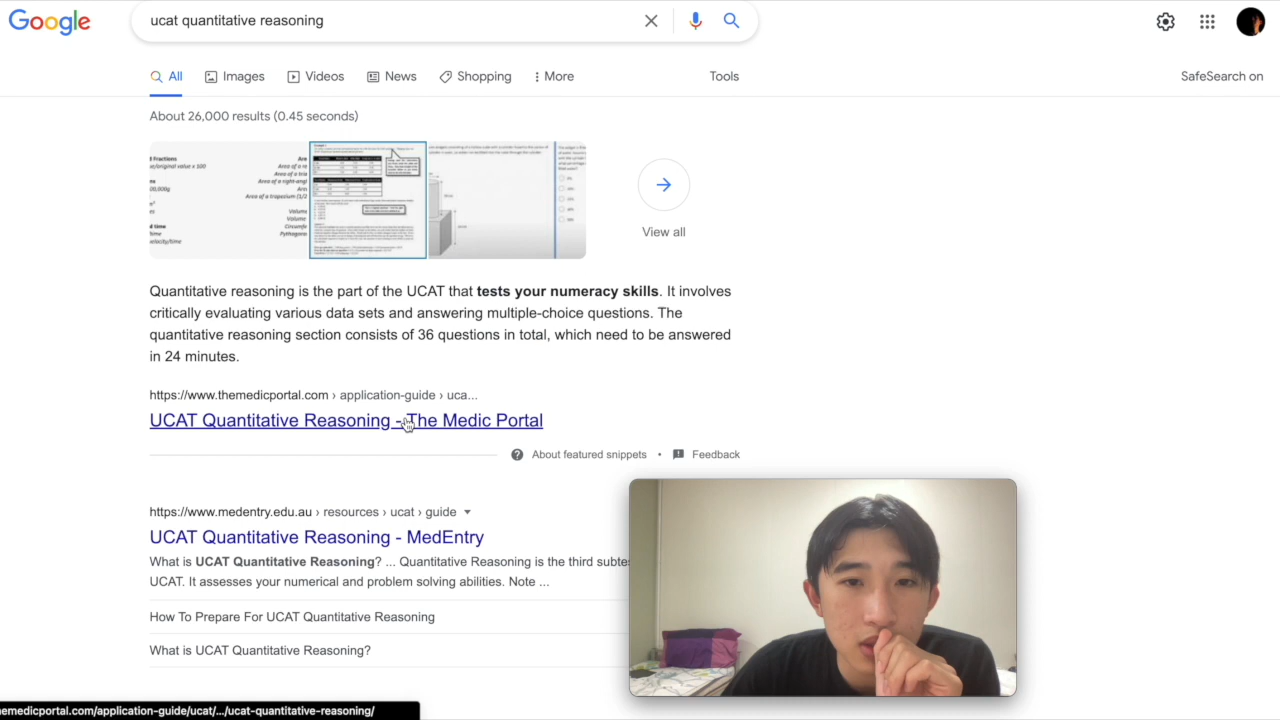 Google
ucat quantitative reasoning
All
Images
Videos
News
Shopping
More
Tools
SafeSearch on
About 26,000 results (0.45 seconds)
Fractions
View all
Quantitative reasoning is the part of the UCAT that tests your numeracy skills. It involves
critically evaluating various data sets and answering multiple-choice questions. The
quantitative reasoning section consists of 36 questions in total, which need to be answered
in 24 minutes.
https://www.themedicportal.com › application-guide › uca...
UCAT Quantitative Reasoning - The Medic Portal
About featured snippets • Feedback
https://www.medentry.edu.au › resources › ucat › guide
UCAT Quantitative Reasoning - MedEntry
What is UCAT Quantitative Reasoning? ... Quantitative Reasoning is the third subte
UCAT. It assesses your numerical and problem solving abilities. Note ...
How To Prepare For UCAT Quantitative Reasoning
What is UCAT Quantitative Reasoning?
emedicportal.com/application-guide/ucat/.../ucat-quantitative-reasoning/